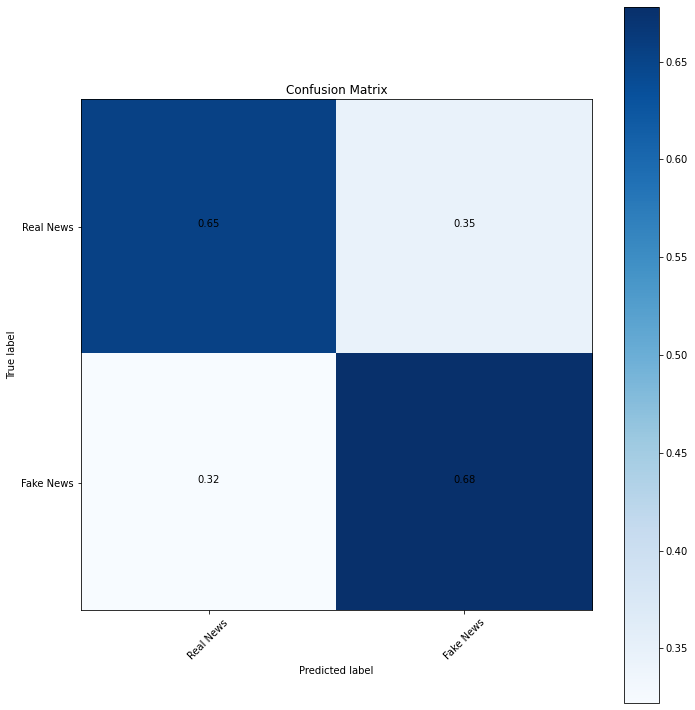 Confusion Matrix
True label
Real News
0.65
0.35
Fake News
0.32
0.68
Real News
Fake News
Predicted label
0.65
0.60
0.55
0.50
0.45
0.40
0.35